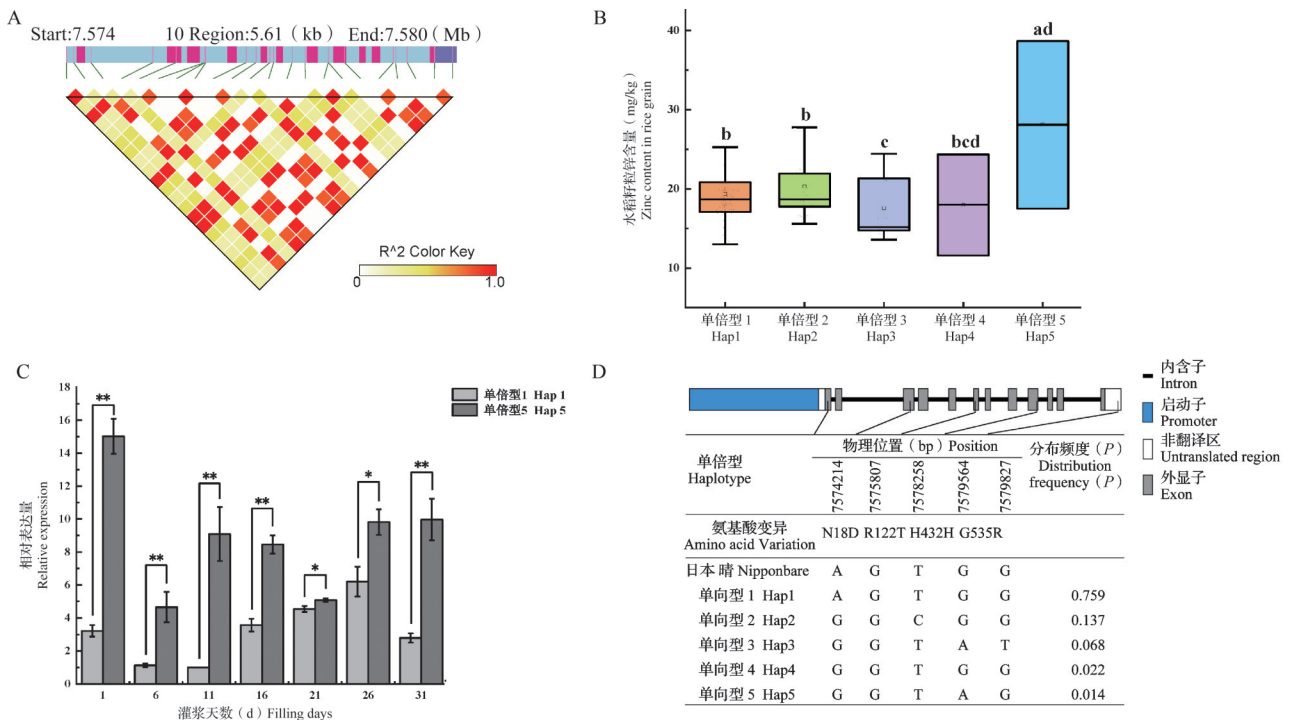 A
Start:7.574 10 Region:5.61（kb） End:7.580（Mb）
R^2 Color Key
0 1.0
B
水稻籽粒锌含量（mg/kg）
Zinc content in rice grain
40
30
20
10
b
b
c
bcd
ad
单倍型 1 单倍型 2 单倍型 3 单倍型 4 单倍型 5
Hap1 Hap2 Hap3 Hap4 Hap5
C
相对表达量
Relative expression
18
16
14
12
10
8
6
4
2
0
单倍型1 Hap 1
单倍型5 Hap 5
** ** ** ** * * **
1 6 11 16 21 26 31
灌浆天数（d）Filling days
D
内含子
Intron
启动子
Promoter
非翻译区
Untranslated region
外显子
Exon
单倍型
Haplotype
物理位置（bp）Position
7574214 7575807 7578258 7579564 7579827
分布频度（P）
Distribution
frequency（P）
氨基酸变异
Amino acid Variation N18D R122T H432H G535R
日本晴 Nipponbare A G T G G
单向型 1 Hap1 A G T G G 0.759
单向型 2 Hap2 G G C G G 0.137
单向型 3 Hap3 G G T A T 0.068
单向型 4 Hap4 G G T G G 0.022
单向型 5 Hap5 G G T A G 0.014